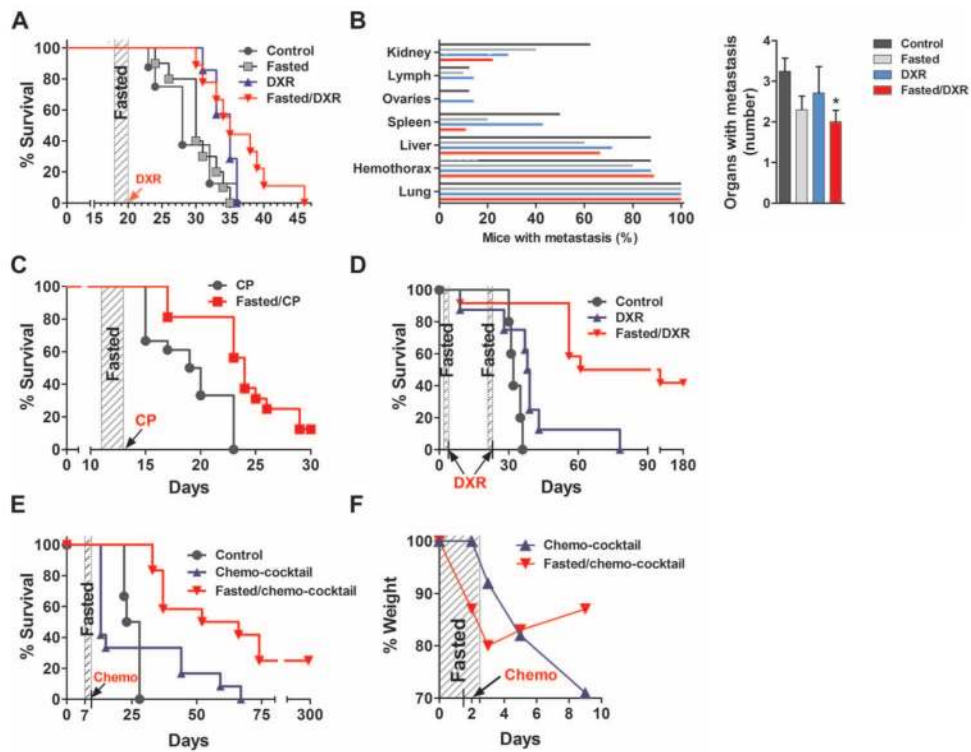 A
% Survival
100
80
60
40
20
0
Fasted
DXR
Control
Fasted
DXR
Fasted/DXR
0 15 20 25 30 35 40 45
B
Kidney
Lymph
Ovaries
Spleen
Liver
Hemothorax
Lung
0 20 40 60 80 100
Mice with metastasis (%)
Organs with metastasis
(number)
4
3
2
1
0
*
Control
Fasted
DXR
Fasted/DXR
C
% Survival
100
80
60
40
20
0
Fasted
CP
CP
Fasted/CP
0 10 15 20 25 30
Days
D
% Survival
100
80
60
40
20
0
Fasted
Fasted
DXR
Control
DXR
Fasted/DXR
0 30 60 90 180
Days
E
% Survival
100
80
60
40
20
0
Fasted
Chemo
Control
Chemo-cocktail
Fasted/chemo-cocktail
0 7 25 50 75 300
Days
F
% Weight
100
90
80
70
Fasted
Chemo
Chemo-cocktail
Fasted/chemo-cocktail
0 2 4 6 8 10
Days